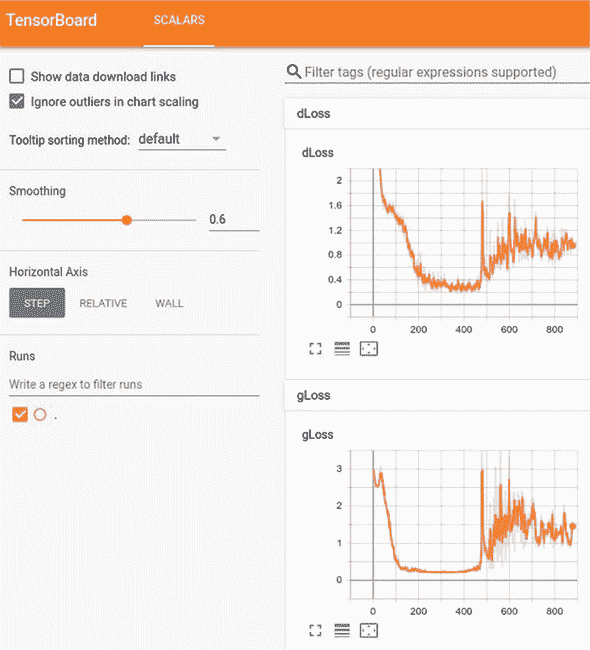 TensorBoard SCALARS
Show data download links
Ignore outliers in chart scaling
Tooltip sorting method: default
Smoothing
0.6
Horizontal Axis
STEP RELATIVE WALL
Runs
Write a regex to filter runs
.
Filter tags (regular expressions supported)
dLoss
dLoss
2
1.6
1.2
0.8
0.4
0
0 200 400 600 800
gLoss
gLoss
3
2
1
0
0 200 400 600 800